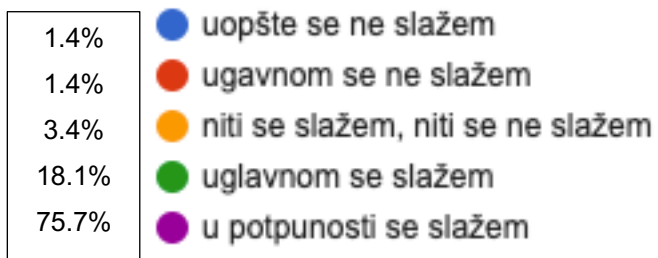 1.4% uopšte se ne slažem
1.4% ugavnom se ne slažem
3.4% niti se slažem, niti se ne slažem
18.1% uglavnom se slažem
75.7% u potpunosti se slažem